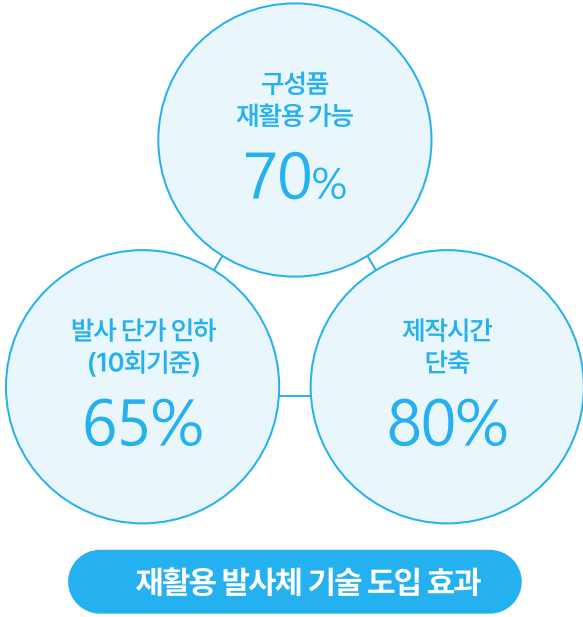 구성품
재활용 가능
70%
발사 단가 인하
(10회기준)
65%
제작시간
단축
80%
재활용 발사체 기술 도입 효과